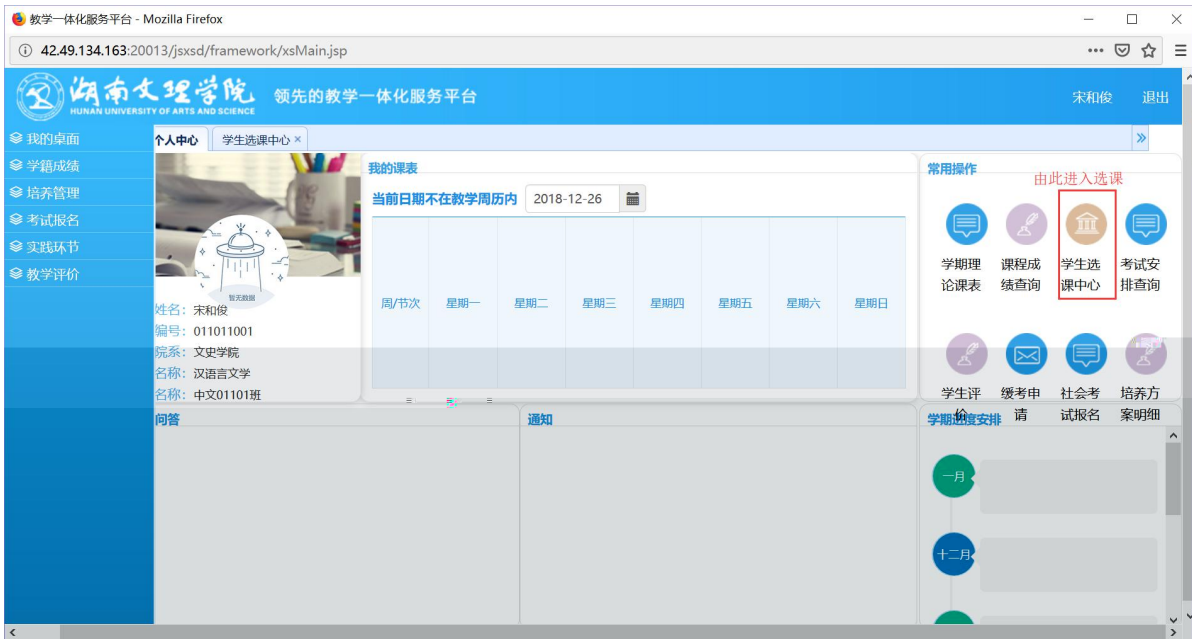 教学一体化服务平台 - Mozilla Firefox
42.49.134.163:20013/jsxsd/framework/xsMain.jsp
湖南文理学院
HUNAN UNIVERSITY OF ARTS AND SCIENCE
领先的教学一体化服务平台
宋和俊 退出
我的桌面
学籍成绩
培养管理
考试报名
实践环节
教学评价
个人中心 学生选课中心 ×
暂无数据
姓名：宋和俊
编号：011011001
院系：文史学院
名称：汉语言文学
名称：中文01101班
我的课表
当前日期不在教学周历内 2018-12-26
周/节次 星期一 星期二 星期三 星期四 星期五 星期六 星期日
常用操作
由此进入选课
学期理
论课表
课程成
绩查询
学生选
课中心
考试安
排查询
学生评
价
缓考申
请
社会考
试报名
培养方
案明细
问答
通知
学期进度安排
一月
十二月